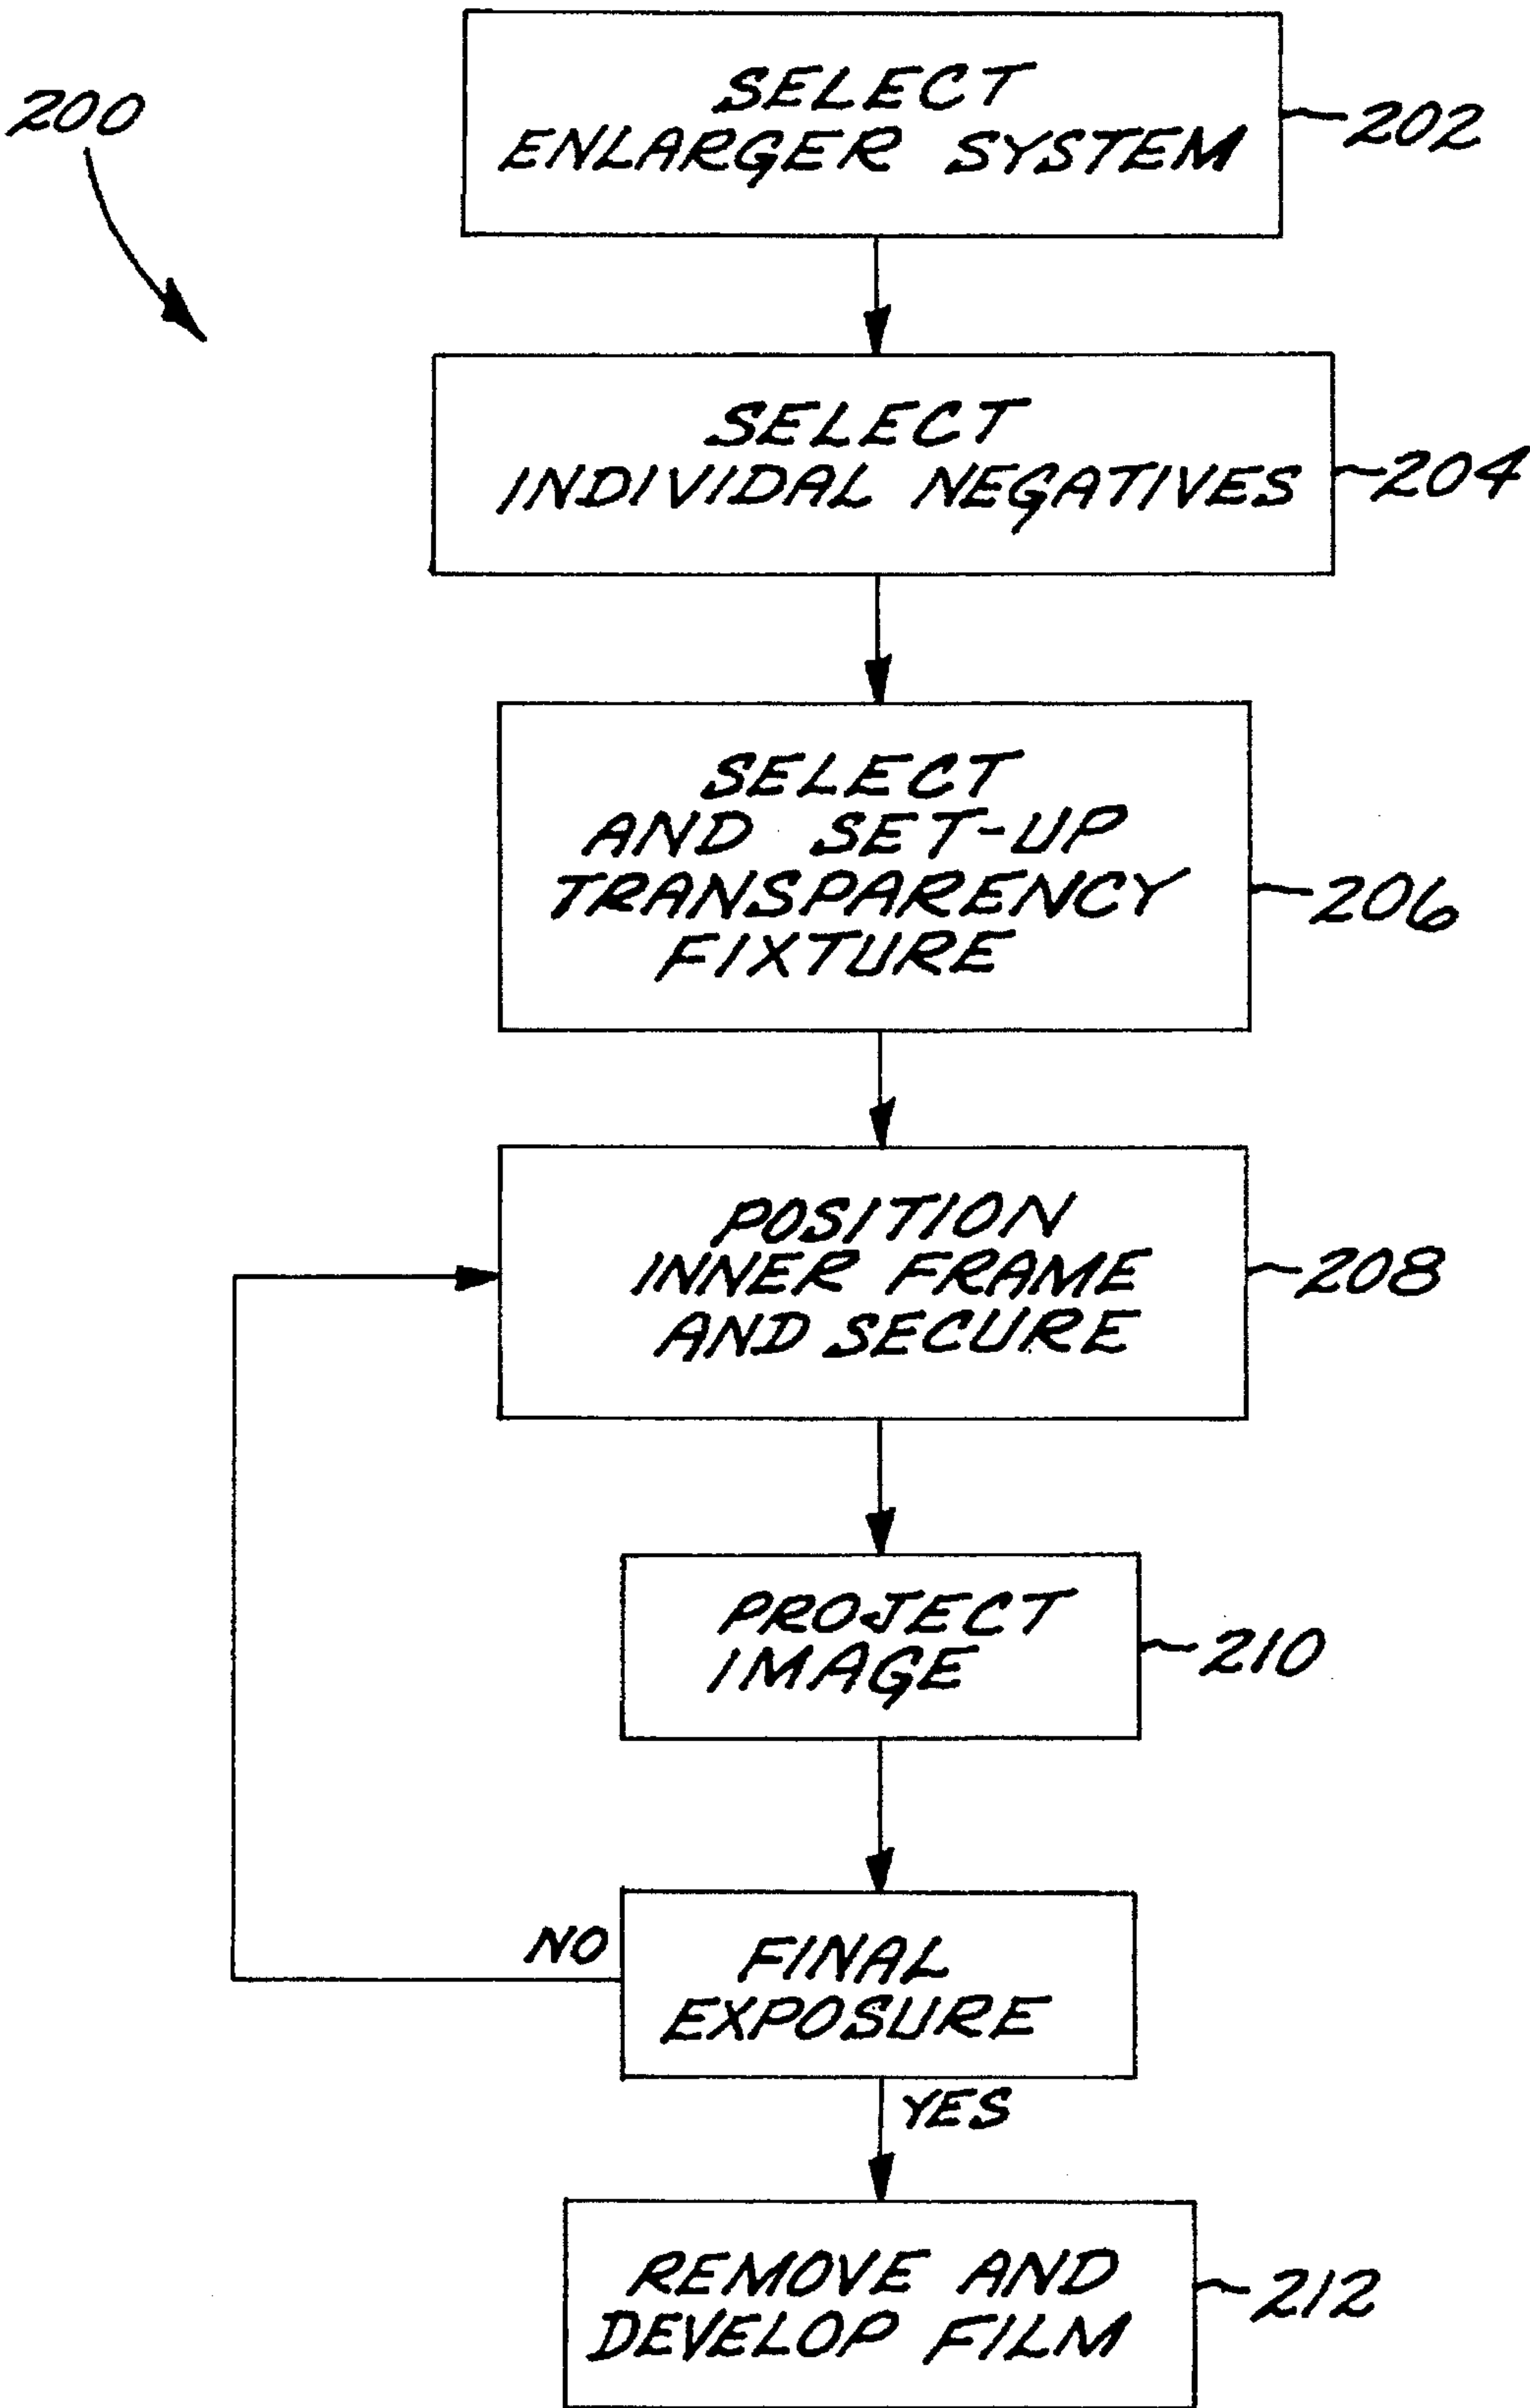 200
SELECT
ENLARGER SYSTEM
202
SELECT
INDIVIDAL NEGATIVES
204
SELECT
AND SET-UP
TRANSPARENCY
FIXTURE
206
POSITION
INNER FRAME
AND SECURE
208
PROJECT
IMAGE
210
NO
FINAL
EXPOSURE
YES
REMOVE AND
DEVELOP FILM
212